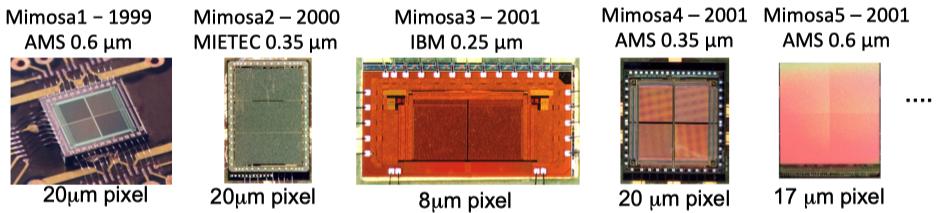 Mimosa1 – 1999
AMS 0.6 μm
20μm pixel
Mimosa2 – 2000
MIETEC 0.35 μm
20μm pixel
Mimosa3 – 2001
IBM 0.25 μm
8μm pixel
Mimosa4 – 2001
AMS 0.35 μm
20 μm pixel
Mimosa5 – 2001
AMS 0.6 μm
17 μm pixel
....